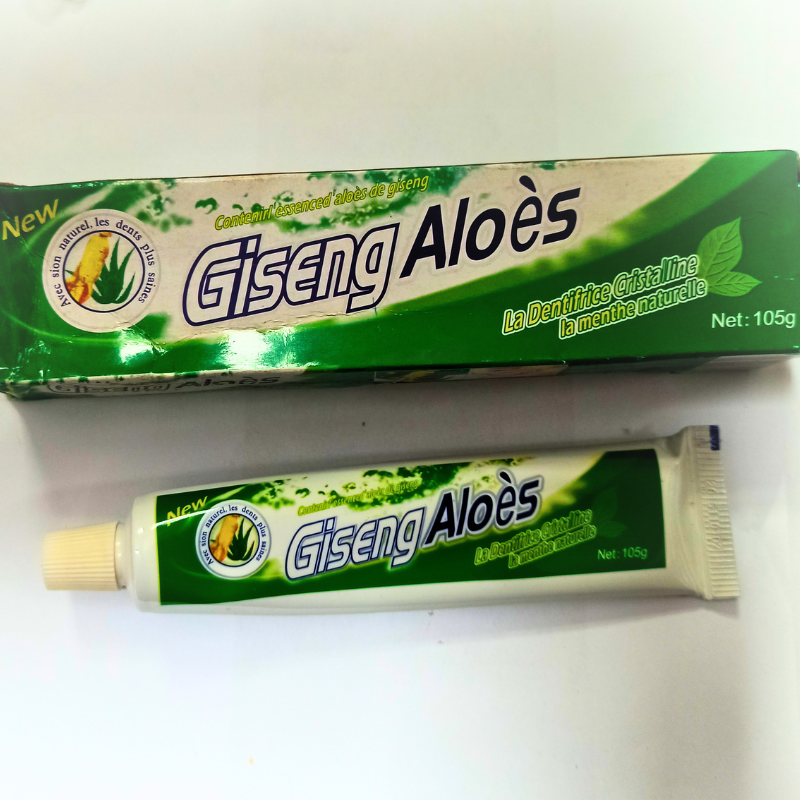 New
Avec sion naturel, les dents plus saines
Contenirl essenced aloès de giseng
Giseng Aloès
La Dentifrice Cristalline
la menthe naturelle
Net: 105g
Giseng Aloès
New
Avec sion naturel, les dents plus saines
Giseng Aloès
La Dentifrice Cristalline
la menthe naturelle
Net: 105g